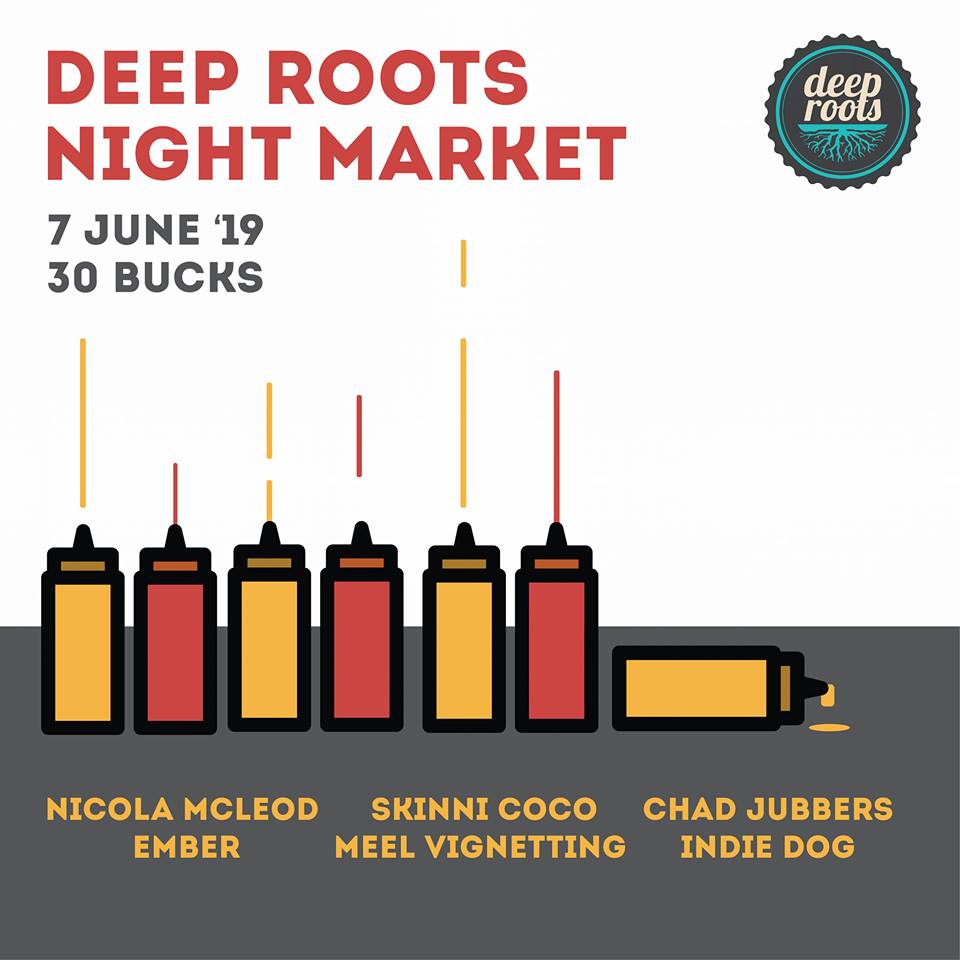 DEEP ROOTS
NIGHT MARKET
deep
roots
7 JUNE '19
30 BUCKS
NICOLA MCLEOD
EMBER
SKINNI COCO
MEEL VIGNETTING
CHAD JUBBERS
INDIE DOG